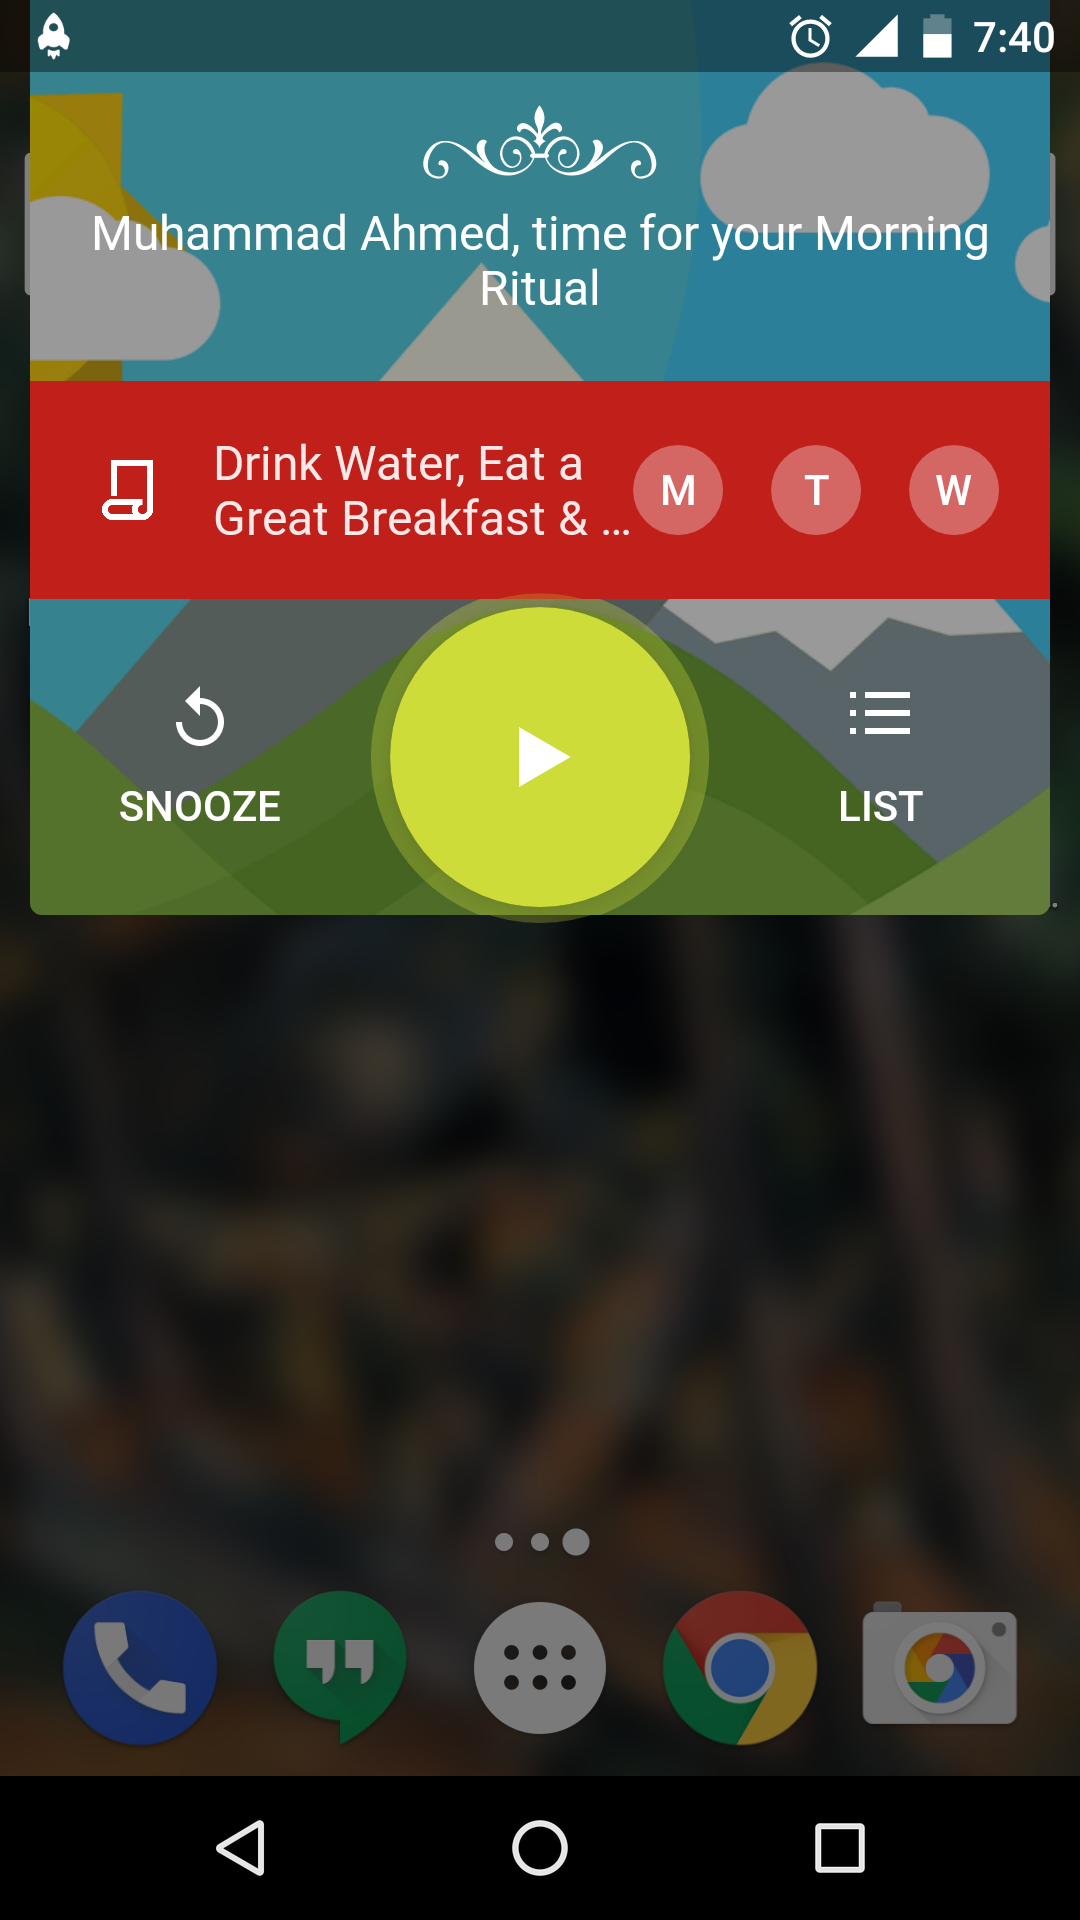 7:40
Muhammad Ahmed, time for your Morning
Ritual
Drink Water, Eat a
Great Breakfast & ...
M T W
SNOOZE
LIST